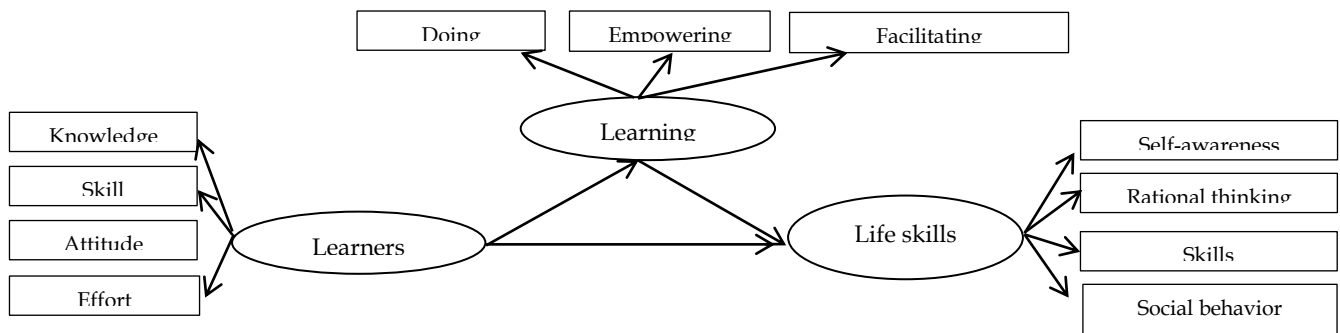 Doing
Empowering
Facilitating
Learning
Knowledge
Skill
Attitude
Effort
Learners
Life skills
Self-awareness
Rational thinking
Skills
Social behavior